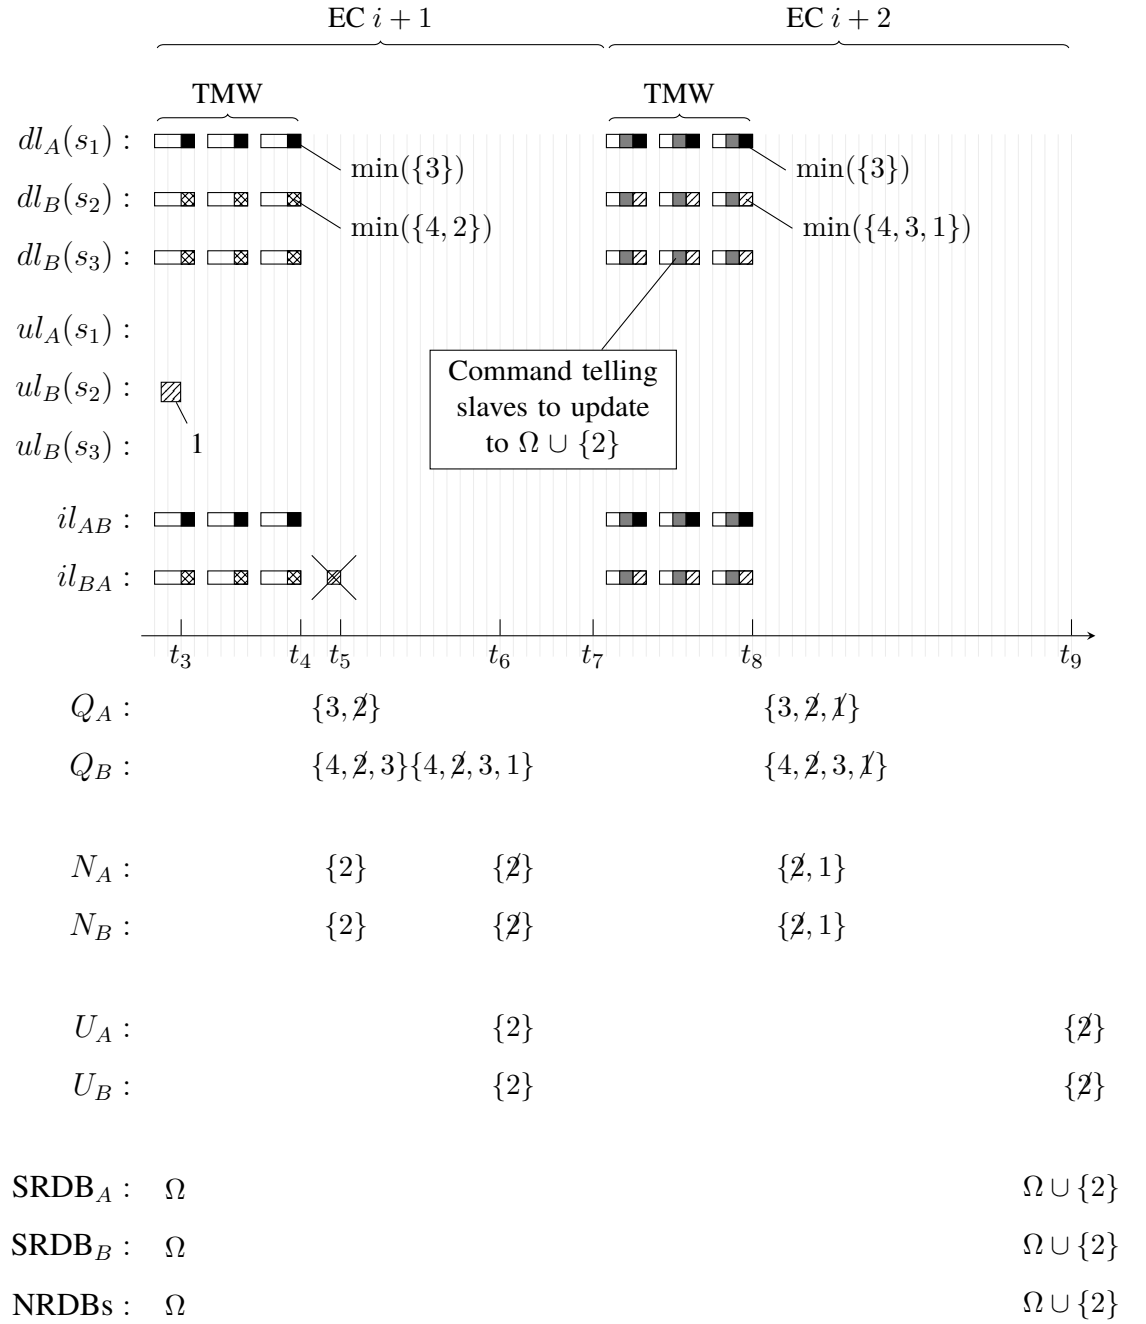 EC i + 1 EC i + 2
TMW TMW
dl_A(s_1) :
min({3}) min({3})
dl_B(s_2) :
min({4, 2}) min({4, 3, 1})
dl_B(s_3) :
ul_A(s_1) :
Command telling
slaves to update
to Ω ∪ {2}
ul_B(s_2) :
1
ul_B(s_3) :
il_AB :
il_BA :
t_3 t_4 t_5 t_6 t_7 t_8 t_9
Q_A : {3, 2̸} {3, 2̸, 1̸}
Q_B : {4, 2̸, 3}{4, 2̸, 3, 1} {4, 2̸, 3, 1̸}
N_A : {2} {2̸} {2̸, 1}
N_B : {2} {2̸} {2̸, 1}
U_A : {2} {2̸}
U_B : {2} {2̸}
SRDB_A : Ω Ω ∪ {2}
SRDB_B : Ω Ω ∪ {2}
NRDBs : Ω Ω ∪ {2}